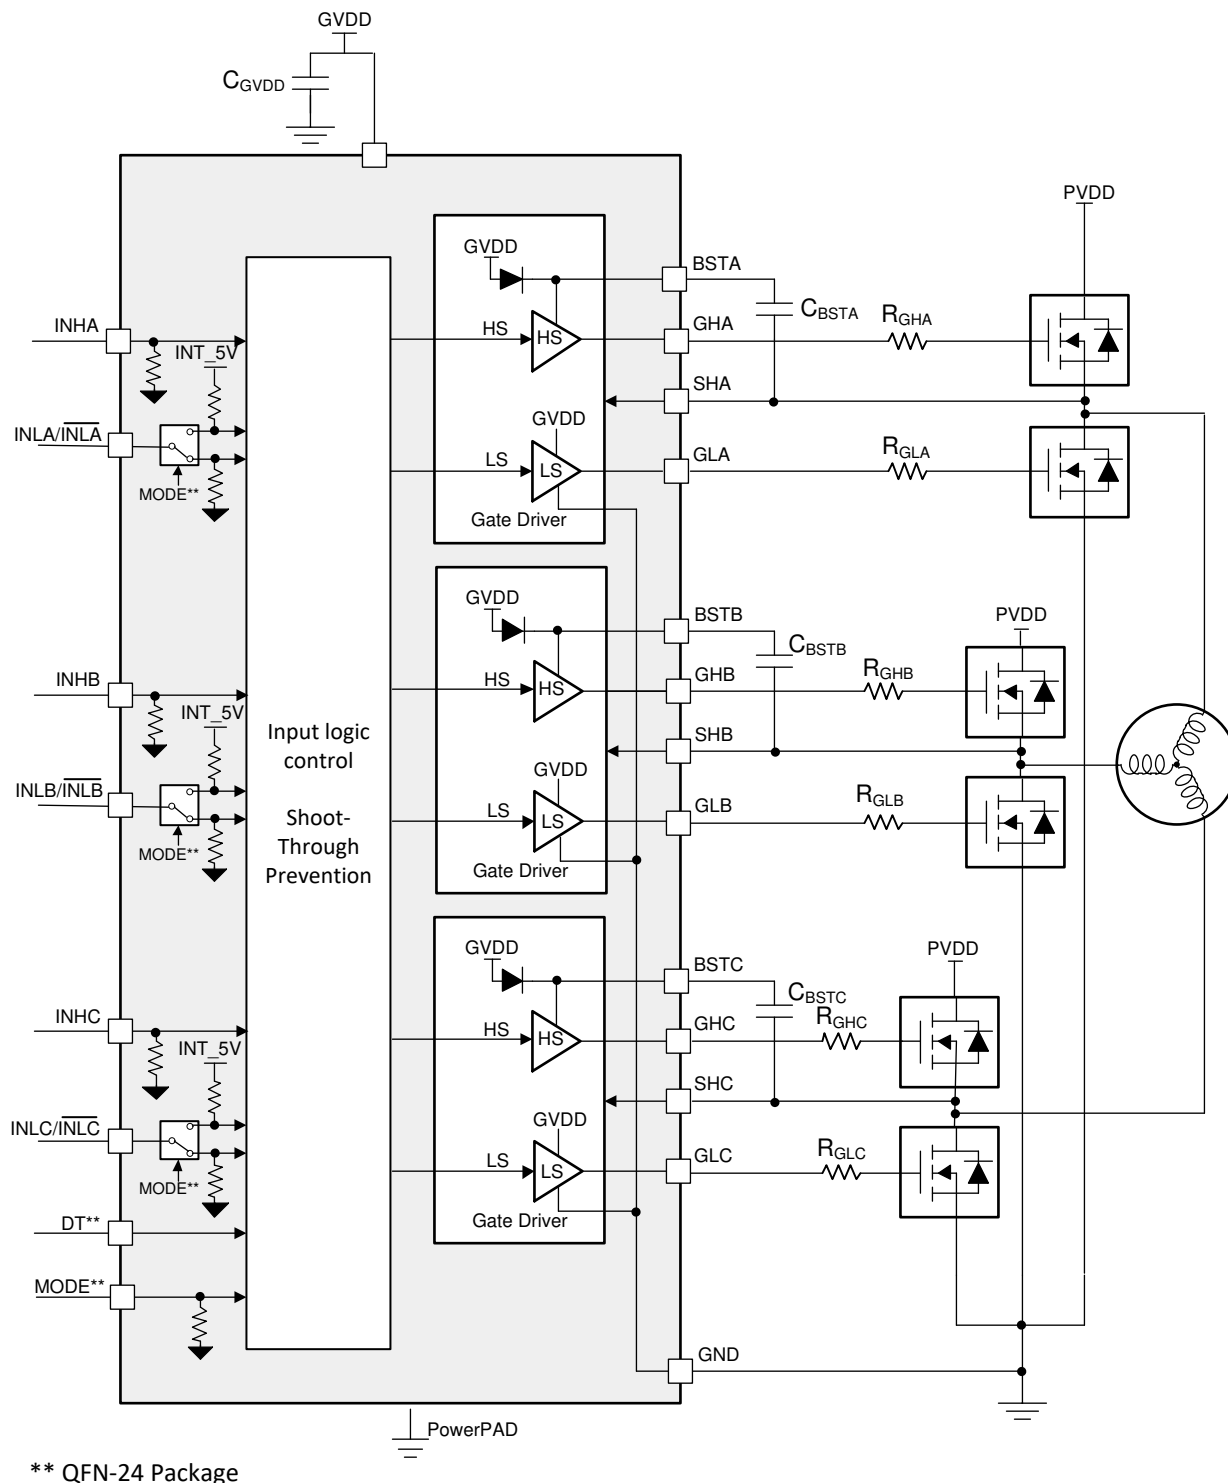 GVDD
CGVDD
PVDD
GVDD
BSTA
CBSTA
INHA
HS
HS
GHA
RGHA
INT_5V
SHA
GVDD
INLA/INLA
LS
LS
GLA
RGLA
MODE**
Gate Driver
GVDD
BSTB
PVDD
CBSTB
INHB
HS
HS
GHB
RGHB
INT_5V
Input logic
control
SHB
GVDD
INLB/INLB
LS
LS
GLB
RGLB
Shoot-
Through
Prevention
MODE**
Gate Driver
GVDD
BSTC
PVDD
CBSTC
INHC
HS
HS
GHC
RGHC
INT_5V
SHC
GVDD
INLC/INLC
LS
LS
GLC
RGLC
MODE**
Gate Driver
DT**
MODE**
GND
PowerPAD
** QFN-24 Package